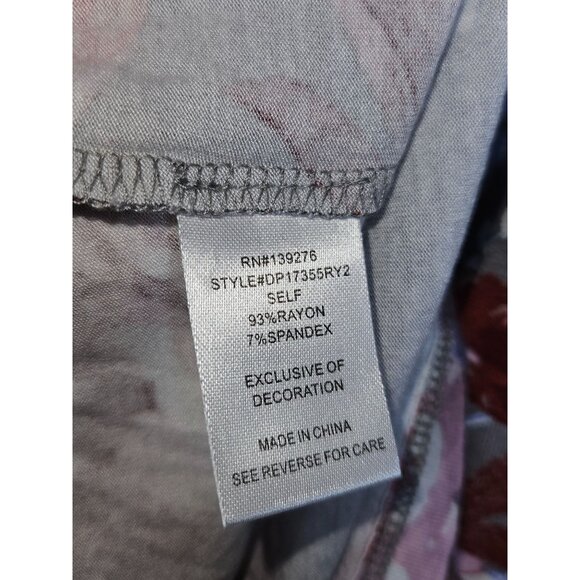 RN#139276
STYLE#DP17355RY2
SELF
93%RAYON
7%SPANDEX
EXCLUSIVE OF
DECORATION
MADE IN CHINA
SEE REVERSE FOR CARE